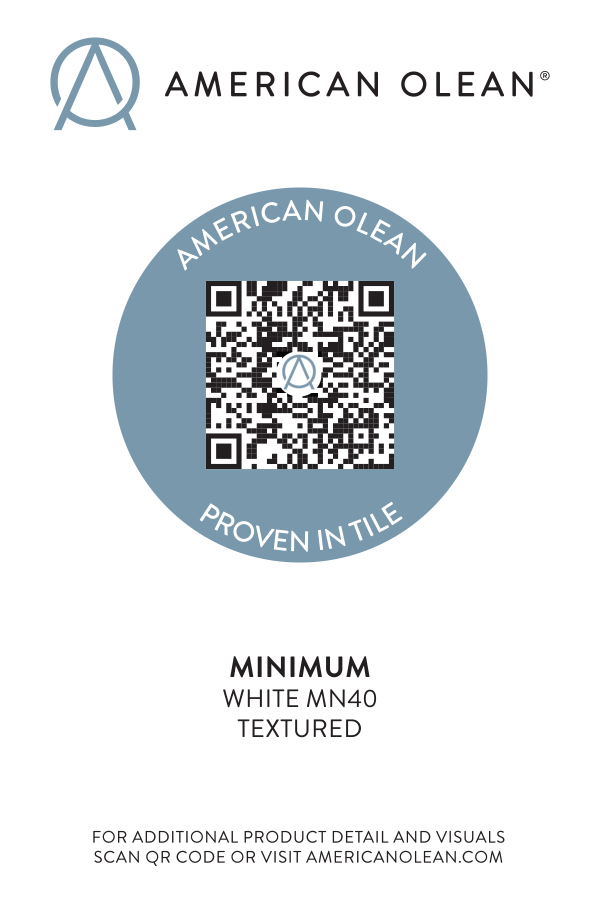 AMERICAN OLEAN®
AMERICAN OLEAN
PROVEN IN TILE
MINIMUM
WHITE MN40
TEXTURED
FOR ADDITIONAL PRODUCT DETAIL AND VISUALS
SCAN QR CODE OR VISIT AMERICANOLEAN.COM